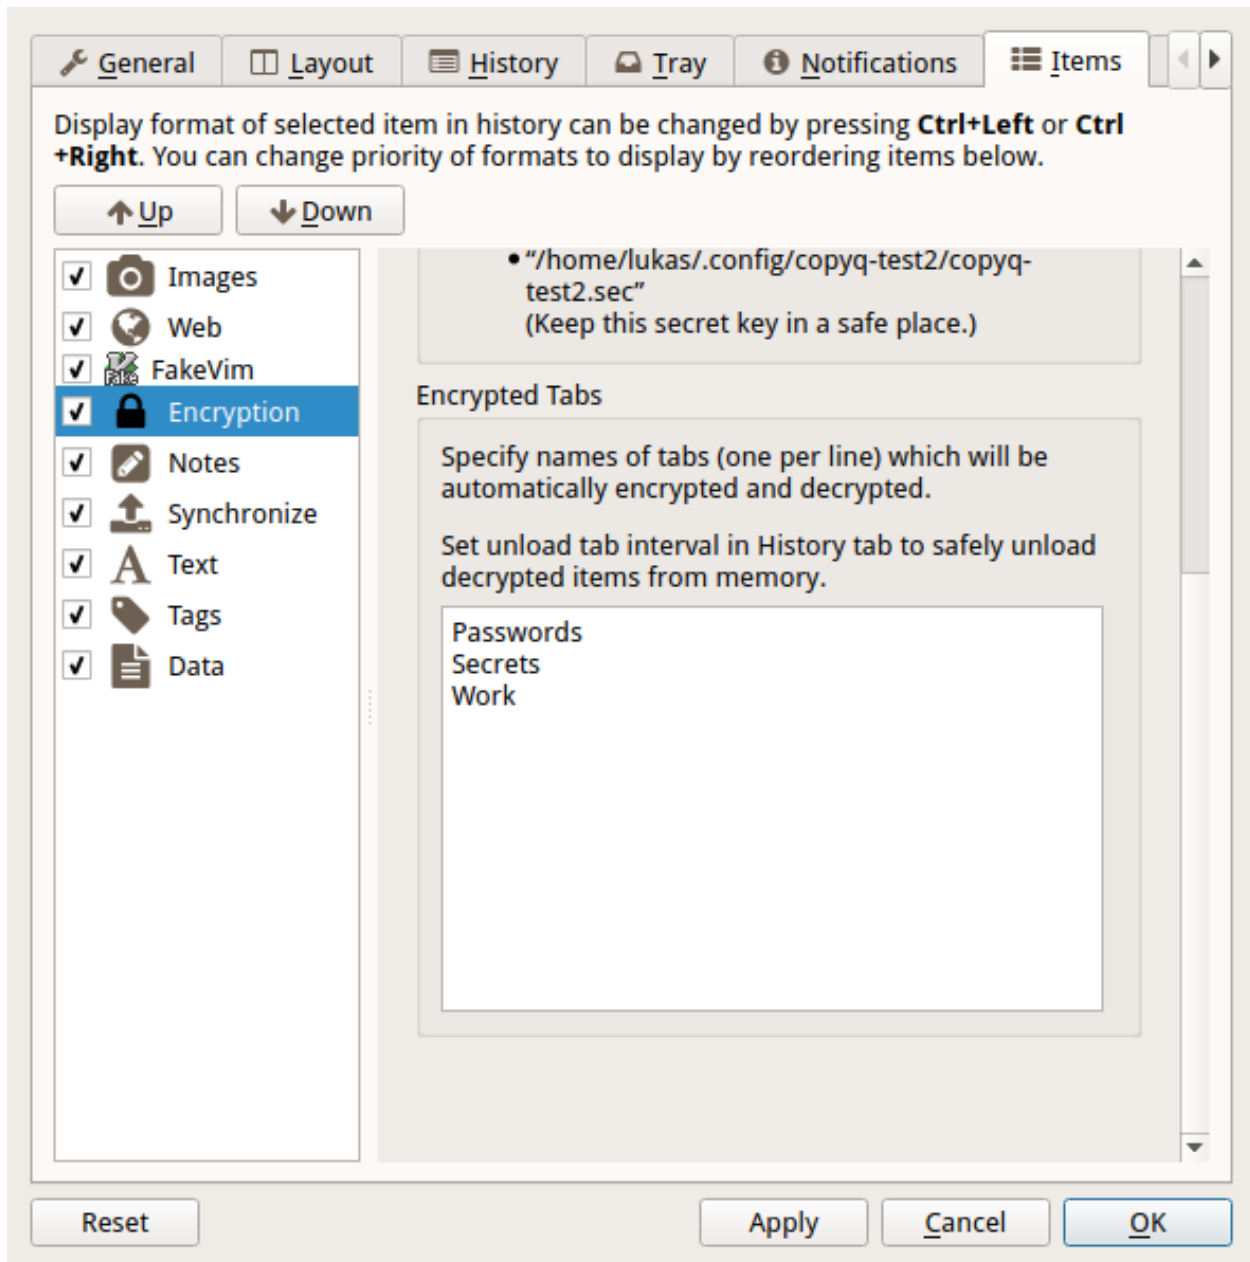 General Layout History Tray Notifications Items
Display format of selected item in history can be changed by pressing Ctrl+Left or Ctrl
+Right. You can change priority of formats to display by reordering items below.
Up Down
Images
Web
FakeVim
Encryption
Notes
Synchronize
Text
Tags
Data
• “/home/lukas/.config/copyq-test2/copyq-
test2.sec”
(Keep this secret key in a safe place.)
Encrypted Tabs
Specify names of tabs (one per line) which will be
automatically encrypted and decrypted.
Set unload tab interval in History tab to safely unload
decrypted items from memory.
Passwords
Secrets
Work
Reset Apply Cancel OK